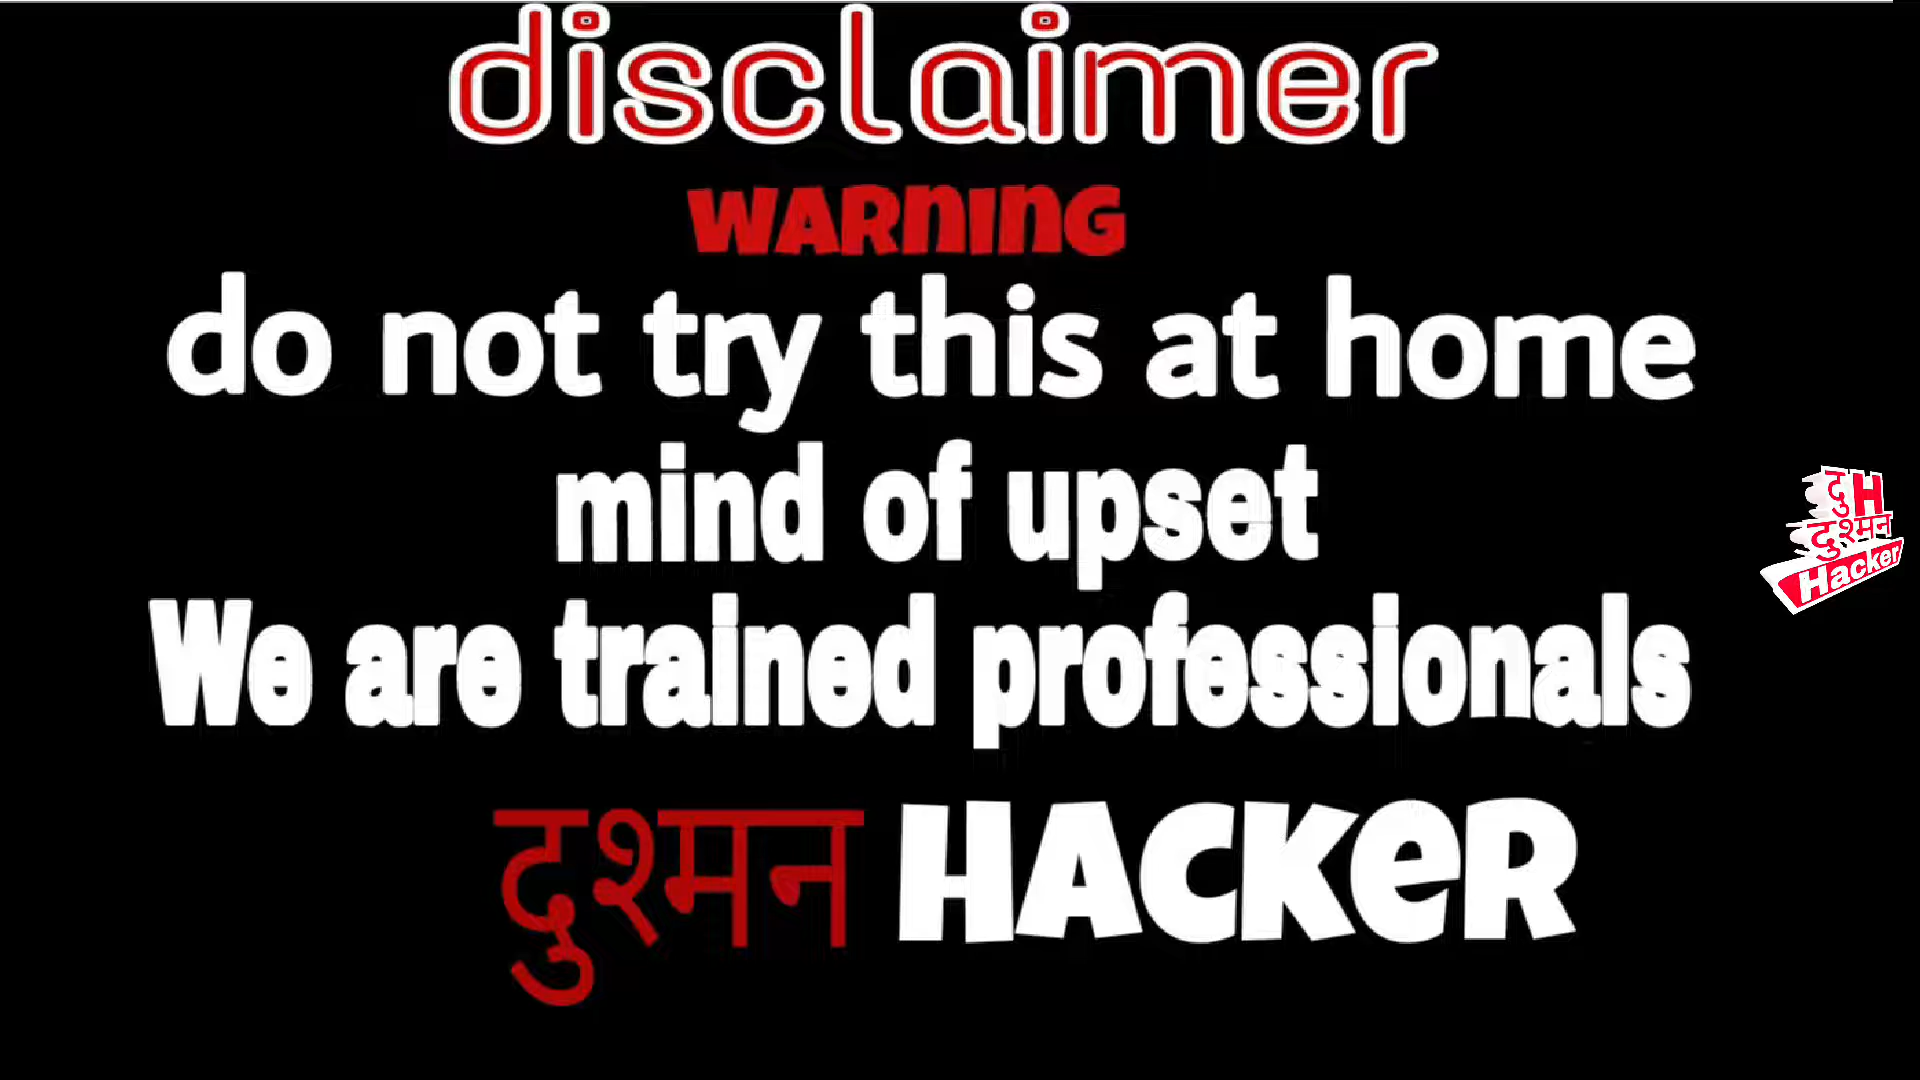 disclaimer
WARNING
do not try this at home
mind of upset
We are trained professionals
दुश्मन HACKER
दु H
दुश्मन
Hacker